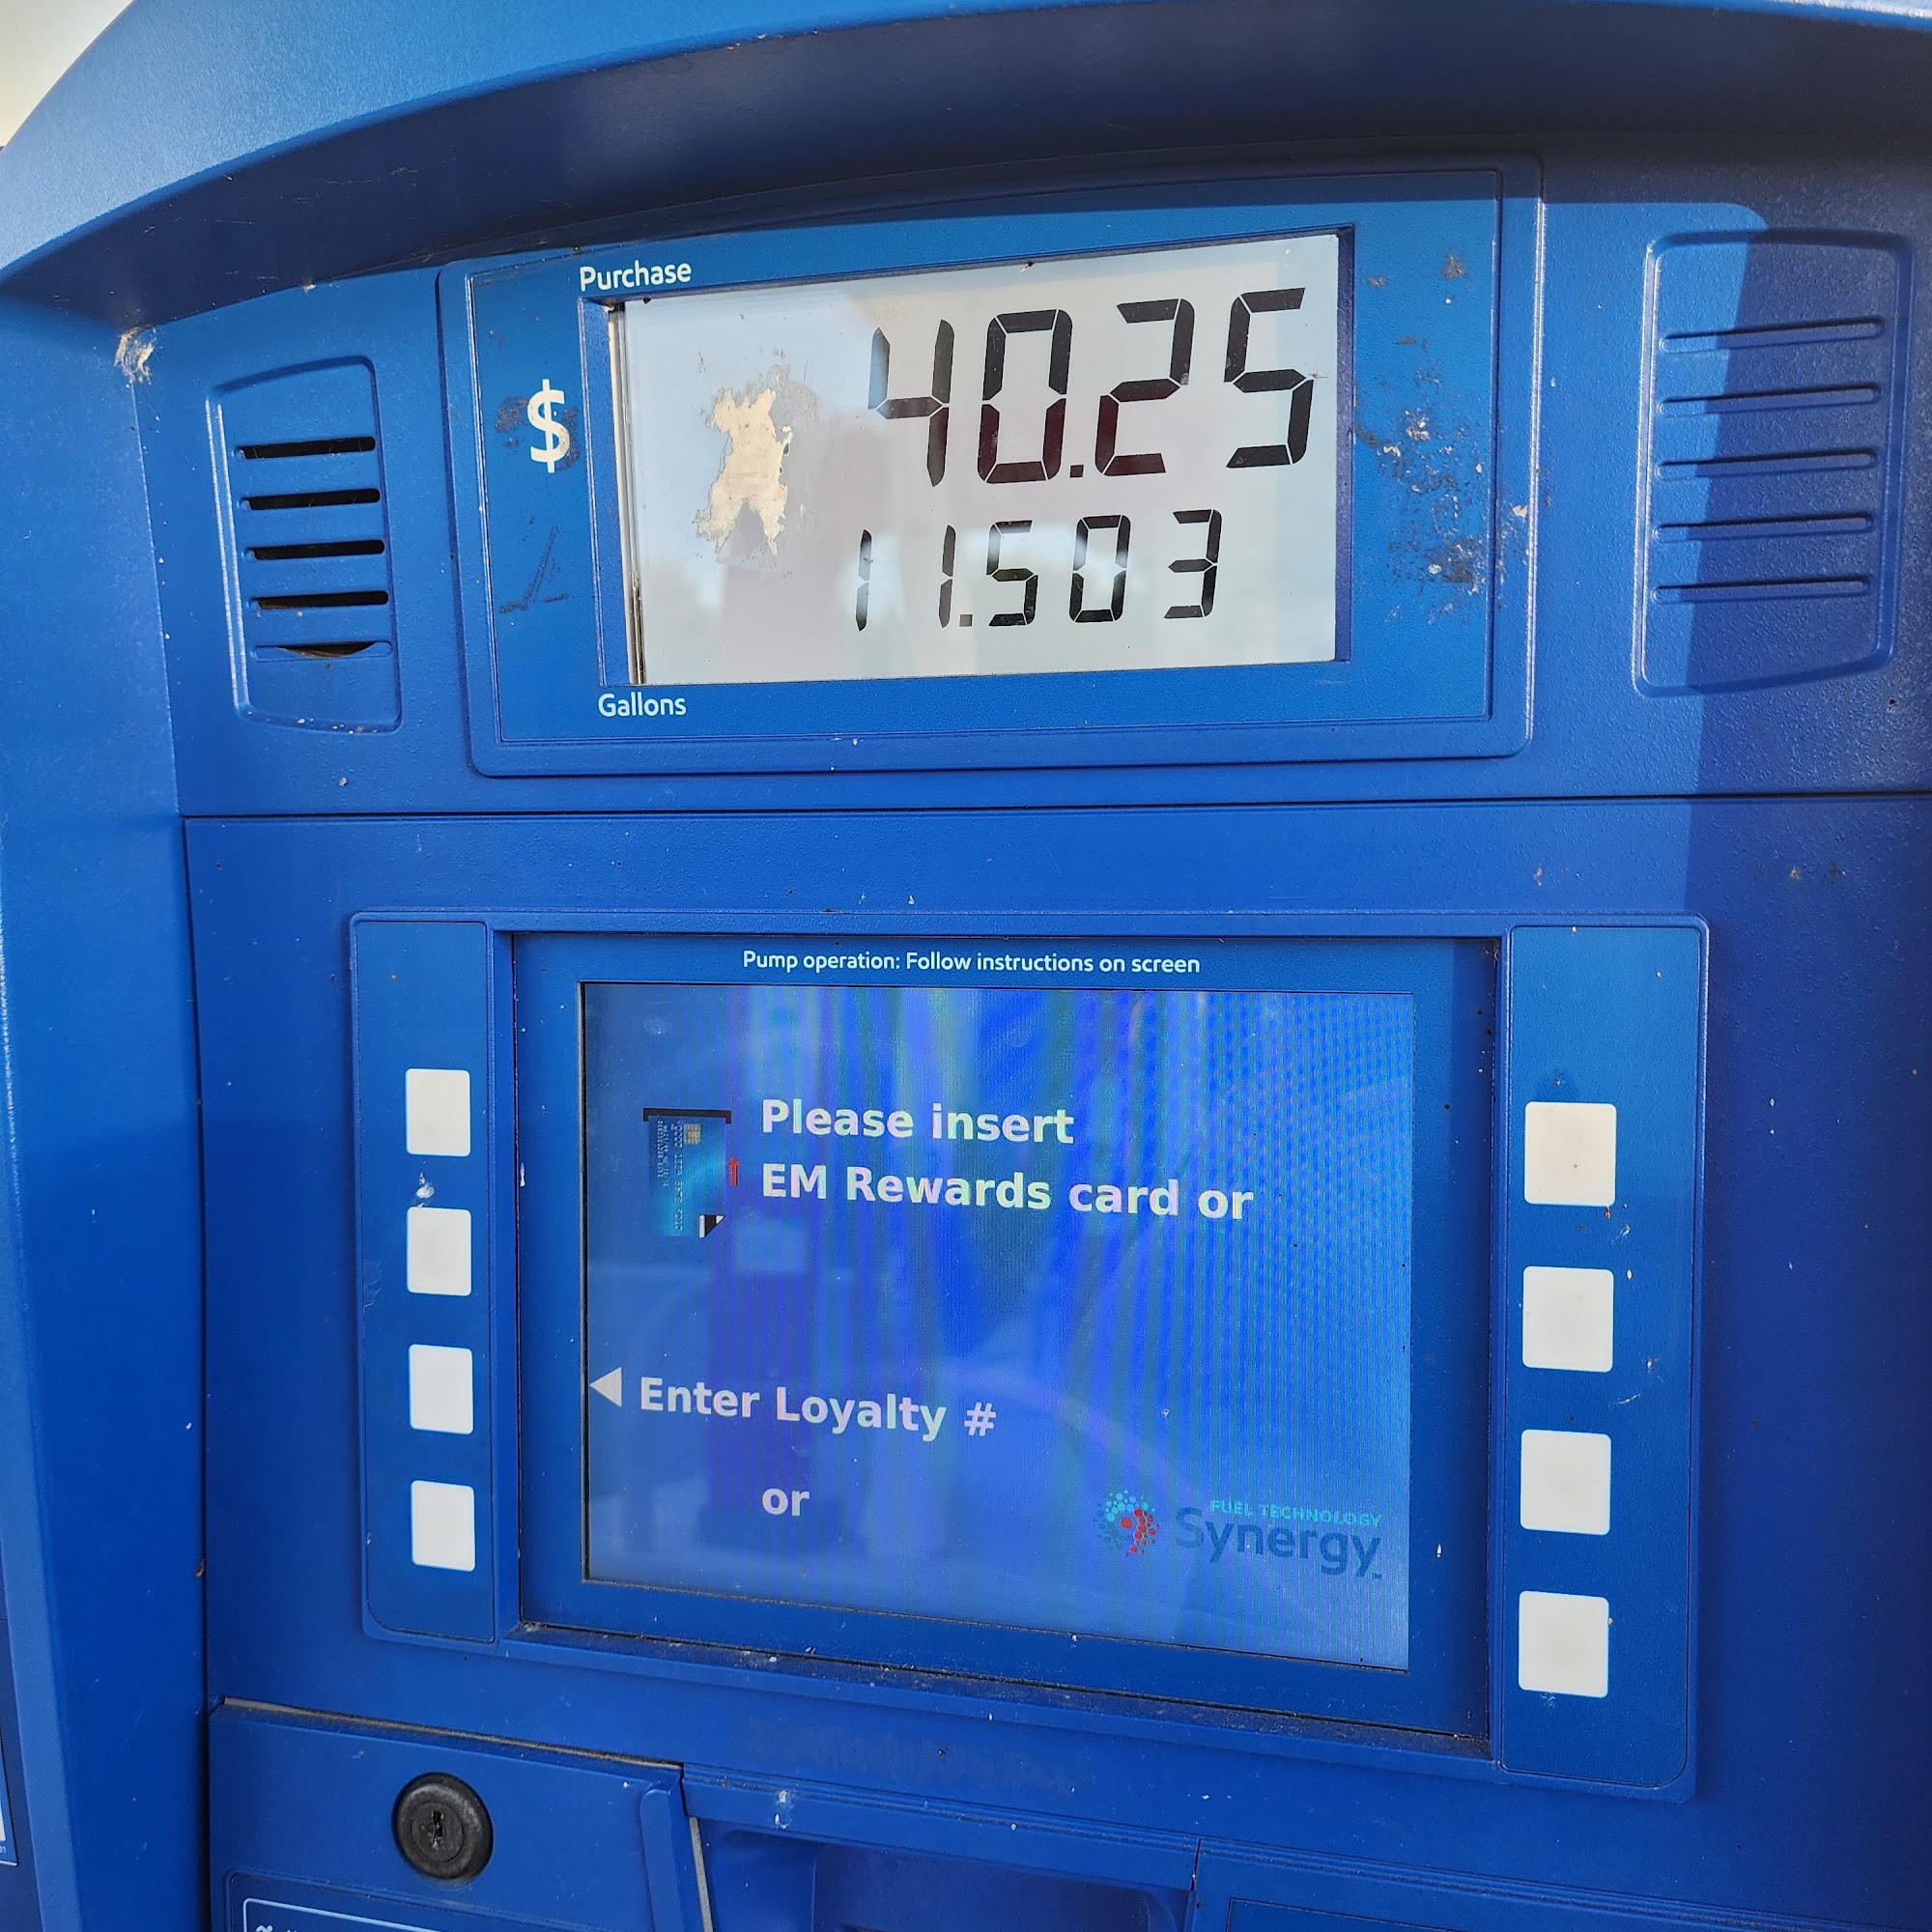 Purchase
$
40.25
11.503
Gallons
Pump operation: Follow instructions on screen
Please insert
EM Rewards card or
Enter Loyalty #
or
FUEL TECHNOLOGY
Synergy